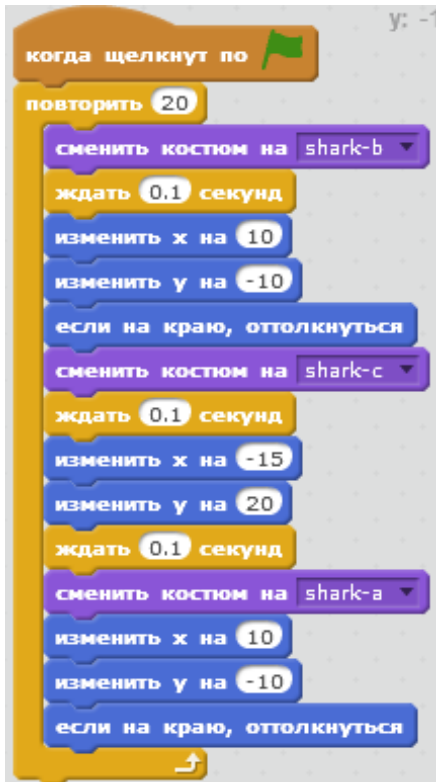 y: -1
когда щелкнут по
повторить 20
сменить костюм на shark-b
ждать 0.1 секунд
изменить x на 10
изменить y на -10
если на краю, оттолкнуться
сменить костюм на shark-c
ждать 0.1 секунд
изменить x на -15
изменить y на 20
ждать 0.1 секунд
сменить костюм на shark-a
изменить x на 10
изменить y на -10
если на краю, оттолкнуться